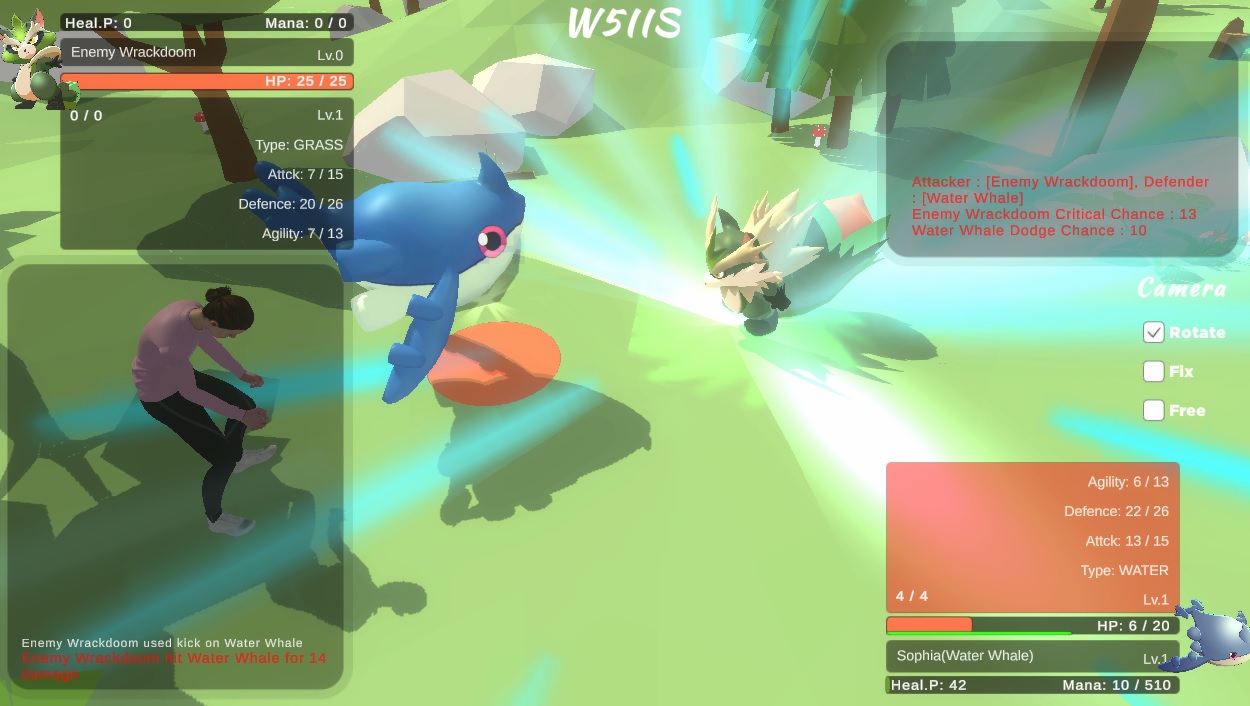 W5IIS
Heal.P: 0
Mana: 0 / 0
Enemy Wrackdoom
Lv.0
HP: 25 / 25
0 / 0
Lv.1
Type: GRASS
Attck: 7 / 15
Defence: 20 / 26
Agility: 7 / 13
Attacker : [Enemy Wrackdoom], Defender
: [Water Whale]
Enemy Wrackdoom Critical Chance : 13
Water Whale Dodge Chance : 10
Camera
Rotate
Fix
Free
Enemy Wrackdoom used kick on Water Whale
Enemy Wrackdoom hit Water Whale for 14
damage
Agility: 6 / 13
Defence: 22 / 26
Attck: 13 / 15
Type: WATER
4 / 4
Lv.1
HP: 6 / 20
Sophia(Water Whale)
Lv.1
Heal.P: 42
Mana: 10 / 510